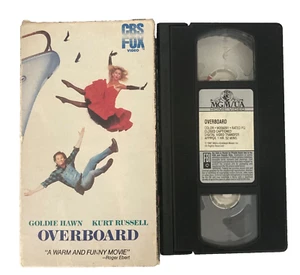 CBS
FOX
VIDEO
GOLDIE HAWN KURT RUSSELL
OVERBOARD
"A WARM AND FUNNY MOVIE"
–Roger Ebert
MGM/UA
OVERBOARD